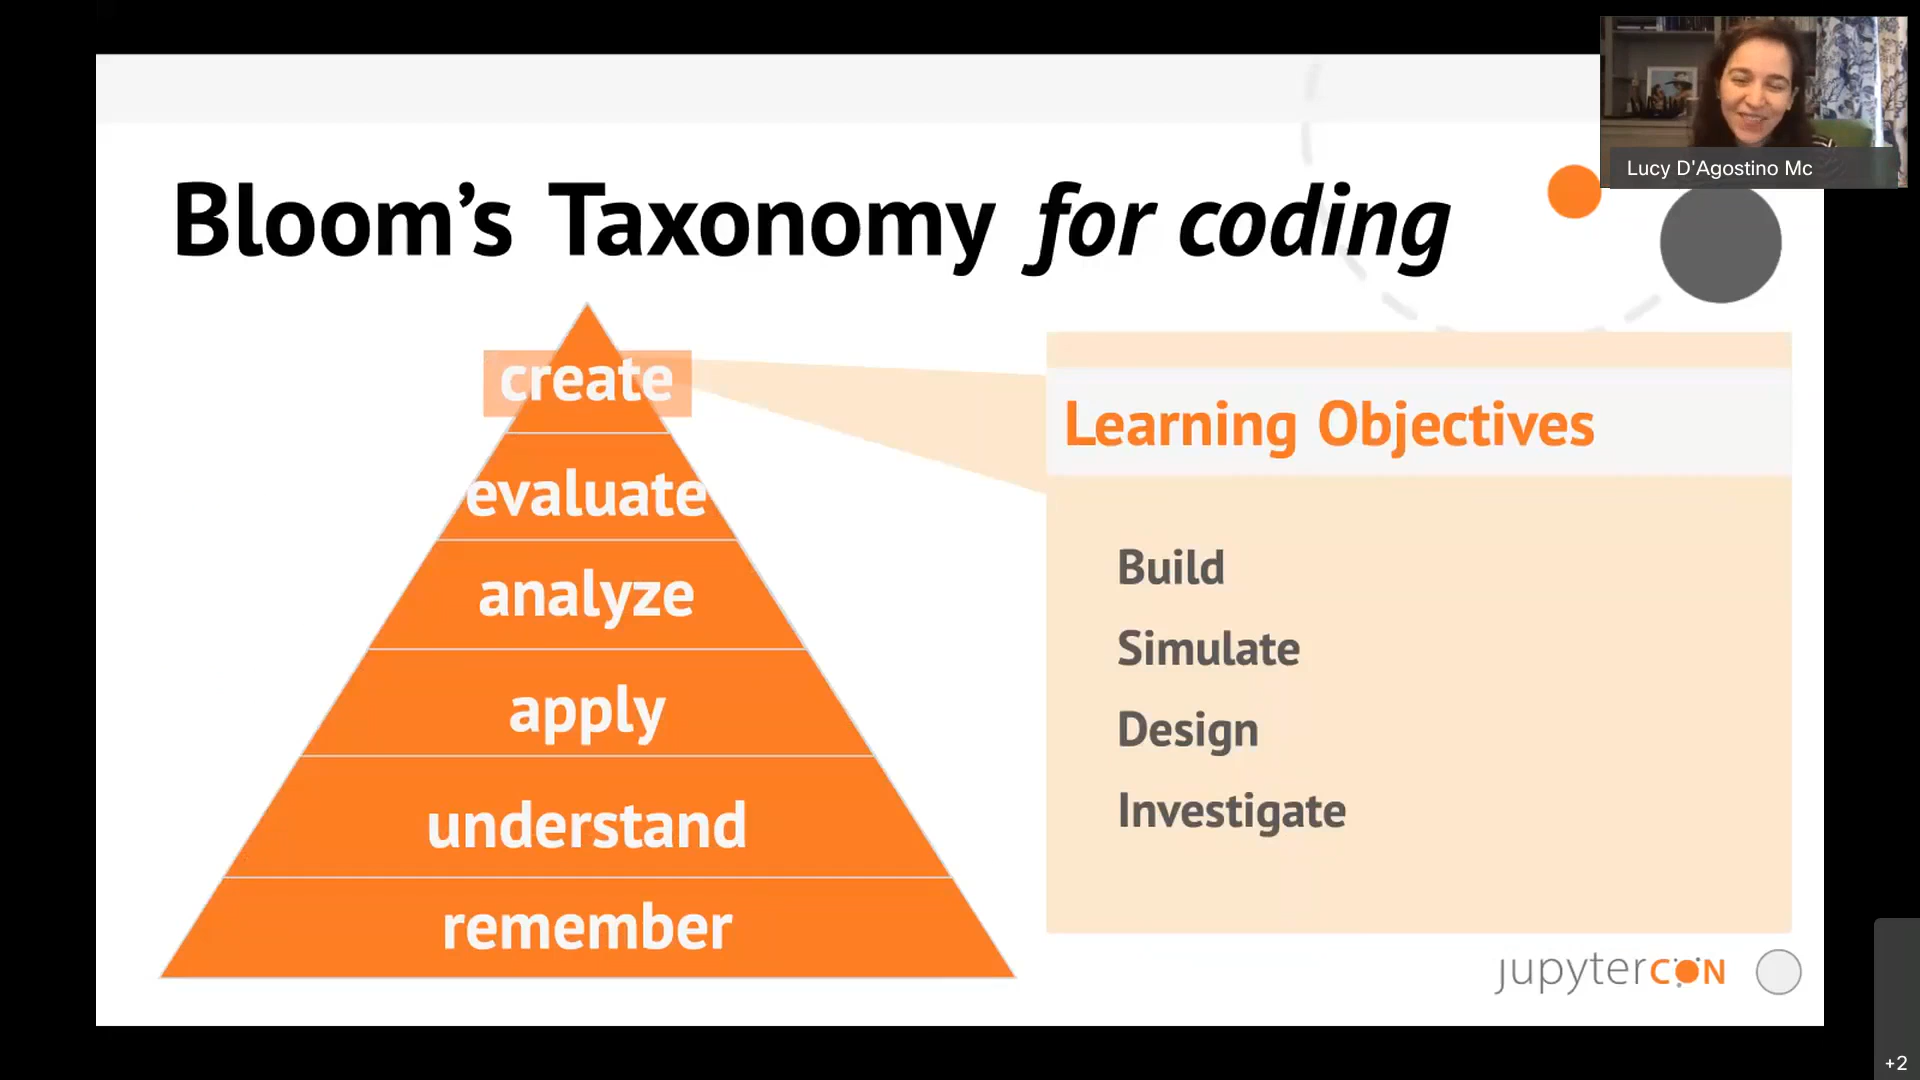 Lucy D'Agostino Mc
Bloom's Taxonomy for coding
create
evaluate
analyze
apply
understand
remember
Learning Objectives
Build
Simulate
Design
Investigate
jupyterCON
+2